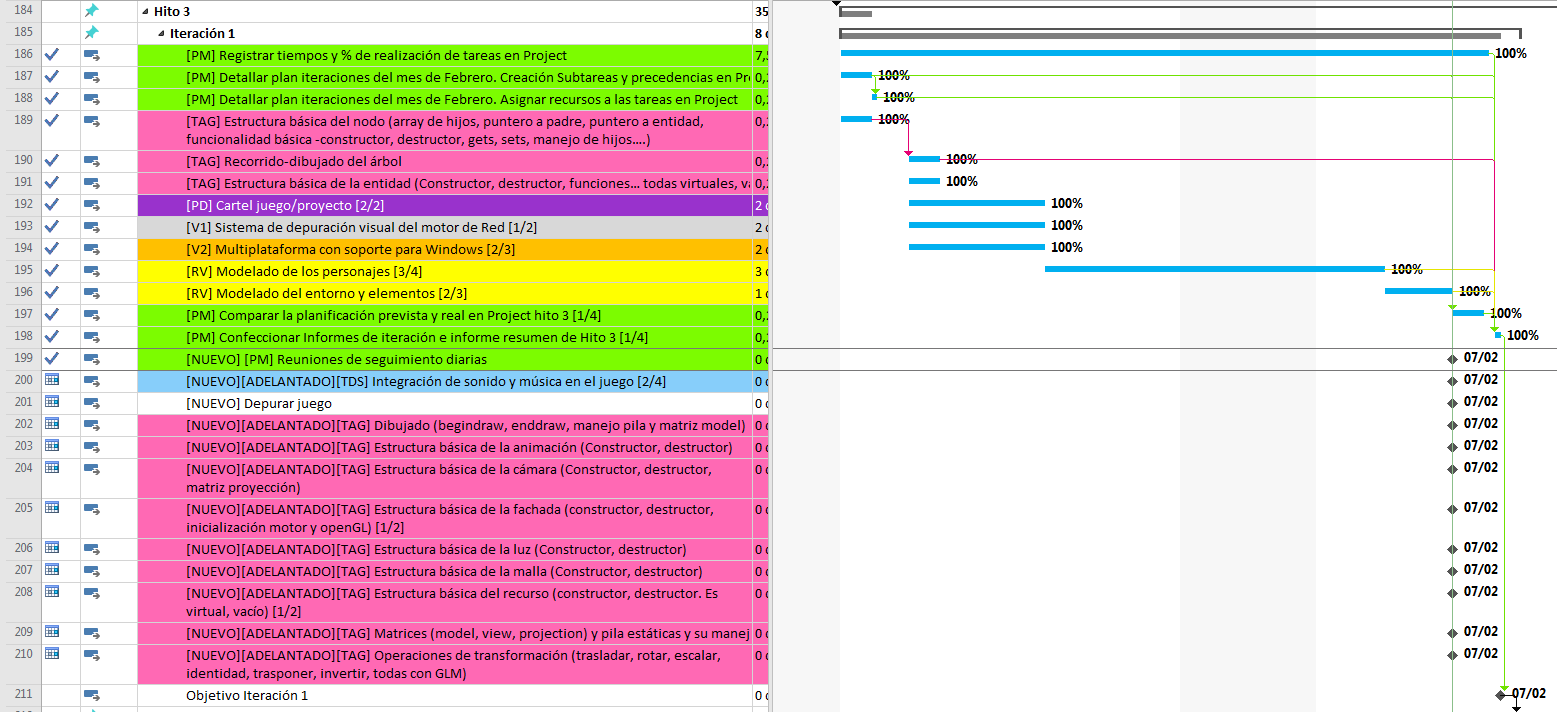 184 Hito 3 35
185 Iteración 1 8
186 [PM] Registrar tiempos y % de realización de tareas en Project 7, 100%
187 [PM] Detallar plan iteraciones del mes de Febrero. Creación Subtareas y precedencias en Pr 0, 100%
188 [PM] Detallar plan iteraciones del mes de Febrero. Asignar recursos a las tareas en Project 0, 100%
189 [TAG] Estructura básica del nodo (array de hijos, puntero a padre, puntero a entidad, 0, 100%
funcionalidad básica -constructor, destructor, gets, sets, manejo de hijos....)
190 [TAG] Recorrido-dibujado del árbol 0, 100%
191 [TAG] Estructura básica de la entidad (Constructor, destructor, funciones... todas virtuales, va 0, 100%
192 [PD] Cartel juego/proyecto [2/2] 2 100%
193 [V1] Sistema de depuración visual del motor de Red [1/2] 2 100%
194 [V2] Multiplataforma con soporte para Windows [2/3] 2 100%
195 [RV] Modelado de los personajes [3/4] 3 100%
196 [RV] Modelado del entorno y elementos [2/3] 1 100%
197 [PM] Comparar la planificación prevista y real en Project hito 3 [1/4] 0, 100%
198 [PM] Confeccionar Informes de iteración e informe resumen de Hito 3 [1/4] 0, 100%
199 [NUEVO] [PM] Reuniones de seguimiento diarias 0 07/02
200 [NUEVO][ADELANTADO][TDS] Integración de sonido y música en el juego [2/4] 0 07/02
201 [NUEVO] Depurar juego 0 07/02
202 [NUEVO][ADELANTADO][TAG] Dibujado (begindraw, enddraw, manejo pila y matriz model) 0 07/02
203 [NUEVO][ADELANTADO][TAG] Estructura básica de la animación (Constructor, destructor) 0 07/02
204 [NUEVO][ADELANTADO][TAG] Estructura básica de la cámara (Constructor, destructor, 0 07/02
matriz proyección)
205 [NUEVO][ADELANTADO][TAG] Estructura básica de la fachada (constructor, destructor, 0 07/02
inicialización motor y openGL) [1/2]
206 [NUEVO][ADELANTADO][TAG] Estructura básica de la luz (Constructor, destructor) 0 07/02
207 [NUEVO][ADELANTADO][TAG] Estructura básica de la malla (Constructor, destructor) 0 07/02
208 [NUEVO][ADELANTADO][TAG] Estructura básica del recurso (constructor, destructor. Es 0 07/02
virtual, vacío) [1/2]
209 [NUEVO][ADELANTADO][TAG] Matrices (model, view, projection) y pila estáticas y su manej 0 07/02
210 [NUEVO][ADELANTADO][TAG] Operaciones de transformación (trasladar, rotar, escalar, 0 07/02
identidad, trasponer, invertir, todas con GLM)
211 Objetivo Iteración 1 0 07/02